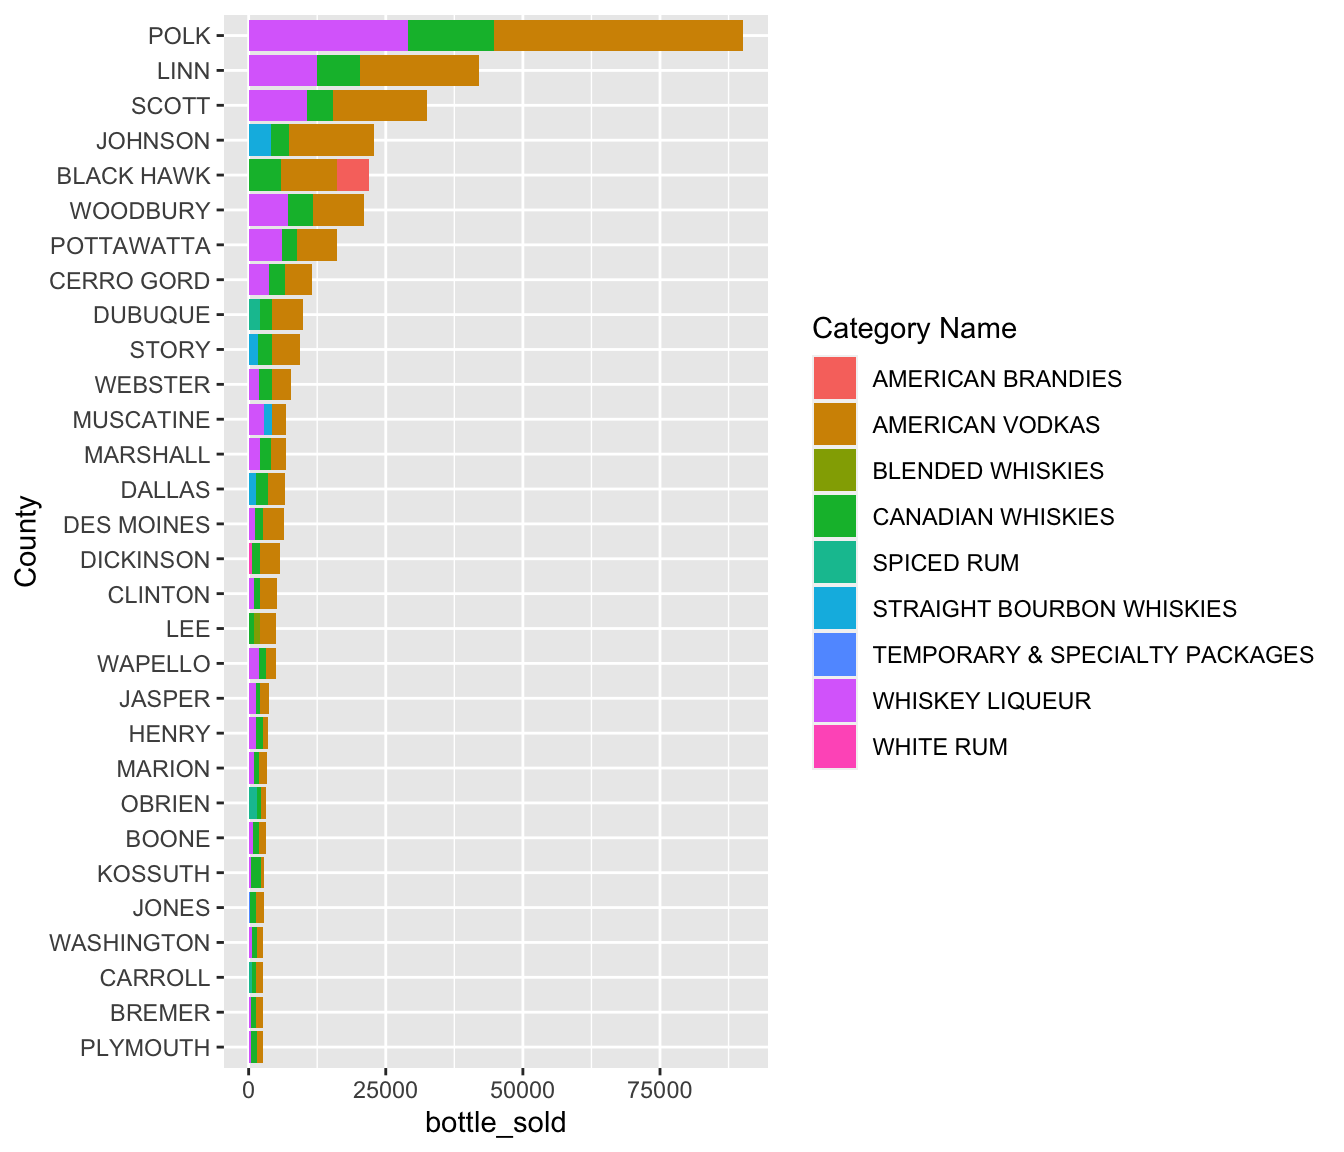 POLK
LINN
SCOTT
JOHNSON
BLACK HAWK
WOODBURY
POTTAWATTA
CERRO GORD
DUBUQUE
STORY
WEBSTER
MUSCATINE
MARSHALL
DALLAS
DES MOINES
DICKINSON
CLINTON
LEE
WAPELLO
JASPER
HENRY
MARION
OBRIEN
BOONE
KOSSUTH
JONES
WASHINGTON
CARROLL
BREMER
PLYMOUTH
County
0 25000 50000 75000
bottle_sold
Category Name
AMERICAN BRANDIES
AMERICAN VODKAS
BLENDED WHISKIES
CANADIAN WHISKIES
SPICED RUM
STRAIGHT BOURBON WHISKIES
TEMPORARY & SPECIALTY PACKAGES
WHISKEY LIQUEUR
WHITE RUM